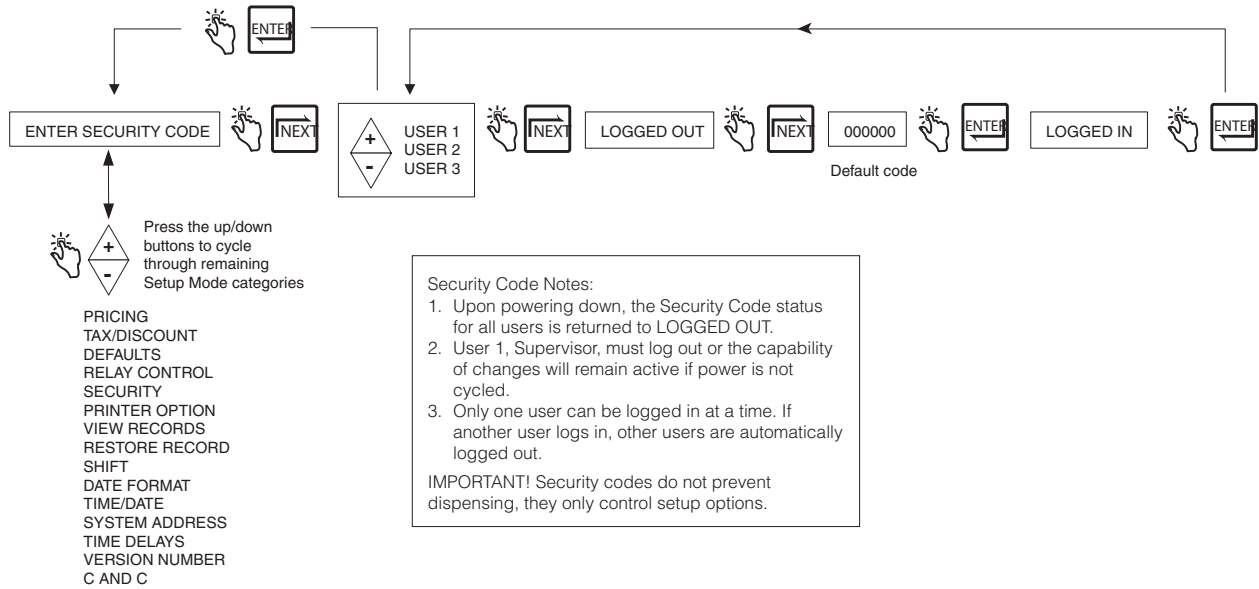 ENTER
ENTER SECURITY CODE
NEXT
+
-
USER 1
USER 2
USER 3
NEXT
LOGGED OUT
NEXT
000000
Default code
ENTER
LOGGED IN
ENTER
+
-
Press the up/down
buttons to cycle
through remaining
Setup Mode categories
PRICING
TAX/DISCOUNT
DEFAULTS
RELAY CONTROL
SECURITY
PRINTER OPTION
VIEW RECORDS
RESTORE RECORD
SHIFT
DATE FORMAT
TIME/DATE
SYSTEM ADDRESS
TIME DELAYS
VERSION NUMBER
C AND C
Security Code Notes:
1. Upon powering down, the Security Code status
for all users is returned to LOGGED OUT.
2. User 1, Supervisor, must log out or the capability
of changes will remain active if power is not
cycled.
3. Only one user can be logged in at a time. If
another user logs in, other users are automatically
logged out.
IMPORTANT! Security codes do not prevent
dispensing, they only control setup options.